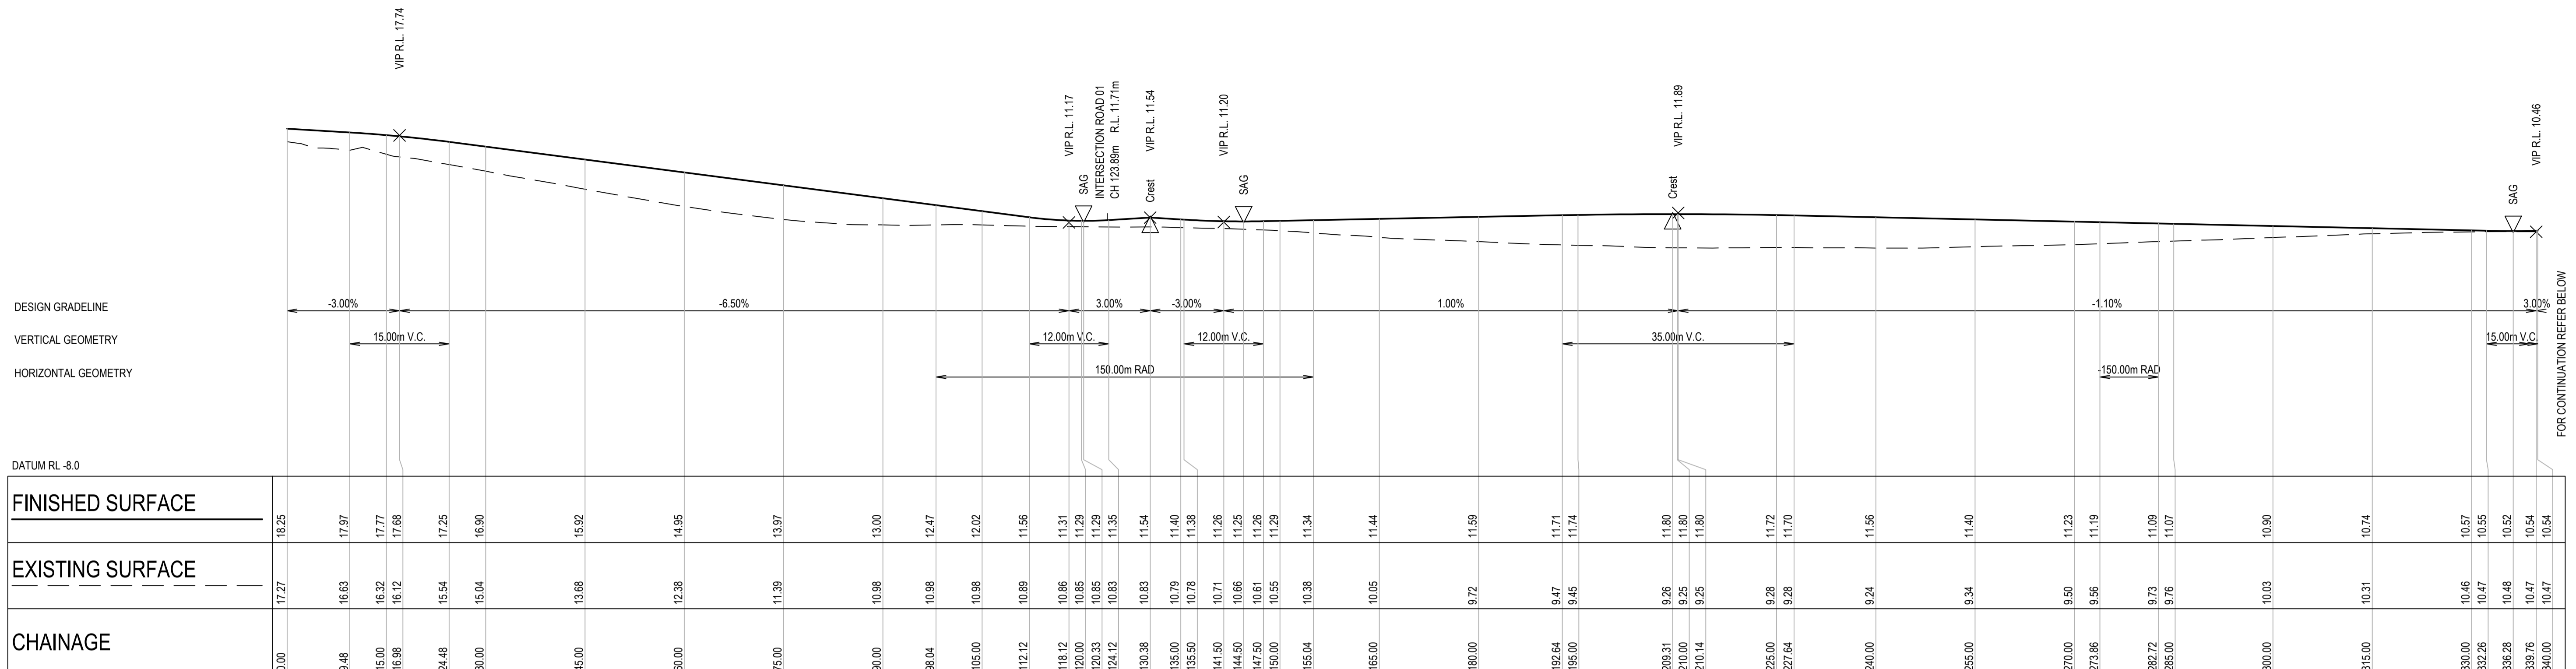 VIP R.L. 17.74
VIP R.L. 11.17
SAG
INTERSECTION ROAD 01
CH 123.89m R.L. 11.71m
Crest
VIP R.L. 11.54
VIP R.L. 11.20
SAG
Crest
VIP R.L. 11.89
SAG
VIP R.L. 10.46
DESIGN GRADELINE -3.00% -6.50% 3.00% -3.00% 1.00% -1.10% 3.00%
VERTICAL GEOMETRY 15.00m V.C. 12.00m V.C. 12.00m V.C. 35.00m V.C. 15.00m V.C.
HORIZONTAL GEOMETRY 150.00m RAD -150.00m RAD
FOR CONTINUATION REFER BELOW
DATUM RL -8.0
FINISHED SURFACE 18.25 17.97 17.77 17.68 17.25 16.90 15.92 14.95 13.97 13.00 12.47 12.02 11.56 11.31 11.29 11.29 11.35 11.54 11.40 11.38 11.26 11.25 11.26 11.29 11.34 11.44 11.59 11.71 11.74 11.80 11.80 11.80 11.72 11.70 11.56 11.40 11.23 11.19 11.09 11.07 10.90 10.74 10.57 10.55 10.52 10.54 10.54
EXISTING SURFACE 17.27 16.63 16.32 16.12 15.54 15.04 13.68 12.38 11.39 10.98 10.98 10.98 10.89 10.86 10.85 10.85 10.83 10.83 10.79 10.78 10.71 10.66 10.61 10.55 10.38 10.05 9.72 9.47 9.45 9.26 9.25 9.25 9.28 9.28 9.24 9.34 9.50 9.56 9.73 9.76 10.03 10.31 10.46 10.47 10.48 10.47 10.47
CHAINAGE 9.48 15.00 16.98 24.48 98.04 105.00 112.12 118.12 120.00 120.33 124.12 130.38 135.00 135.50 141.50 144.50 147.50 150.00 155.04 165.00 180.00 192.64 195.00 209.31 210.00 210.14 225.00 227.64 240.00 255.00 270.00 273.86 282.72 285.00 315.00